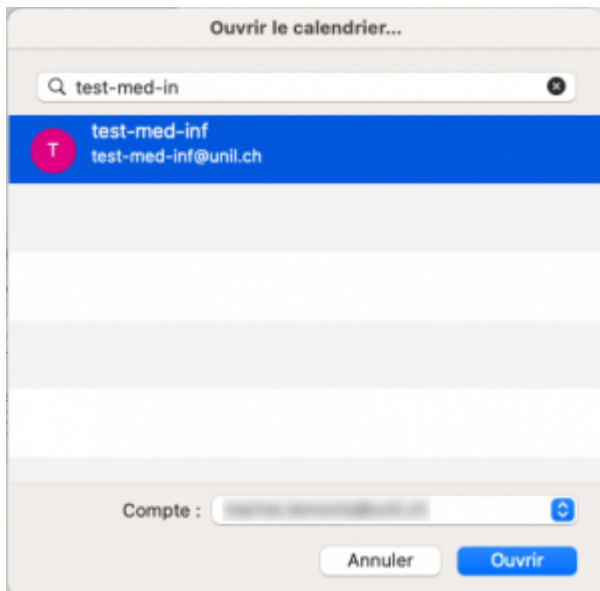 Ouvrir le calendrier...
test-med-in
T
test-med-inf
test-med-inf@unil.ch
Compte :
Annuler
Ouvrir